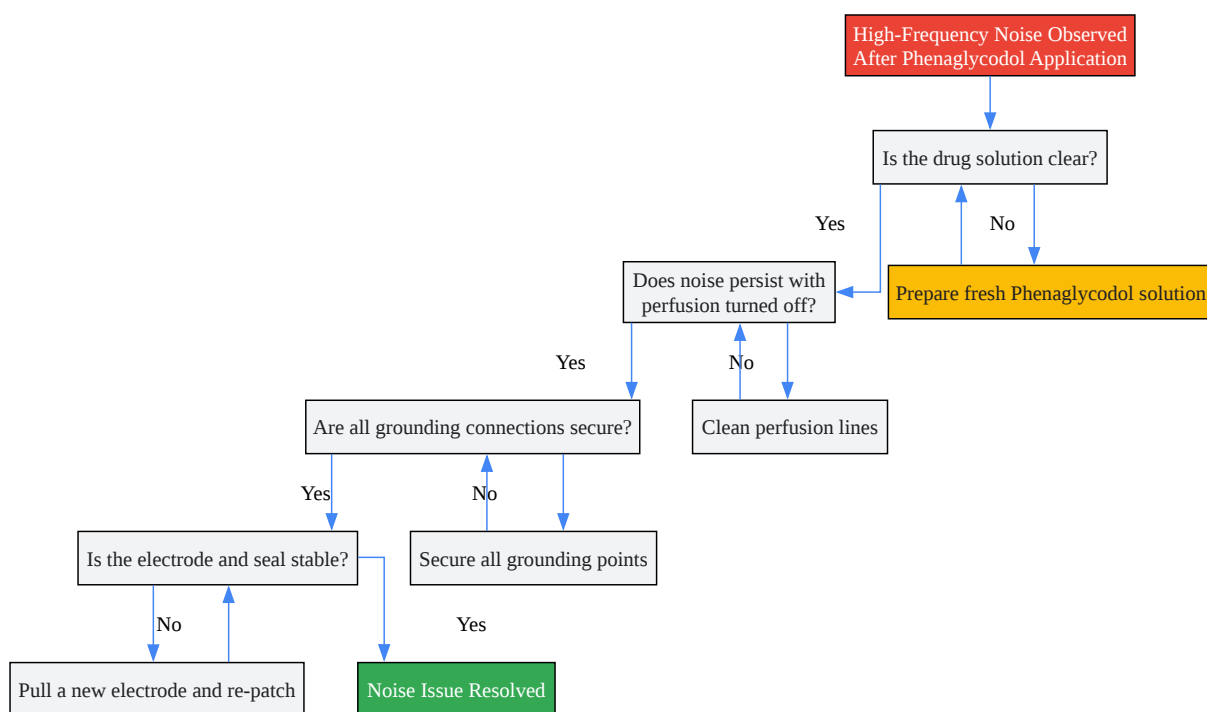 High-Frequency Noise Observed
After Phenaglycodol Application
Is the drug solution clear?
Yes
No
Does noise persist with
perfusion turned off?
Prepare fresh Phenaglycodol solution
Yes
No
Are all grounding connections secure?
Clean perfusion lines
Yes
No
Is the electrode and seal stable?
Secure all grounding points
No
Yes
Pull a new electrode and re-patch
Noise Issue Resolved